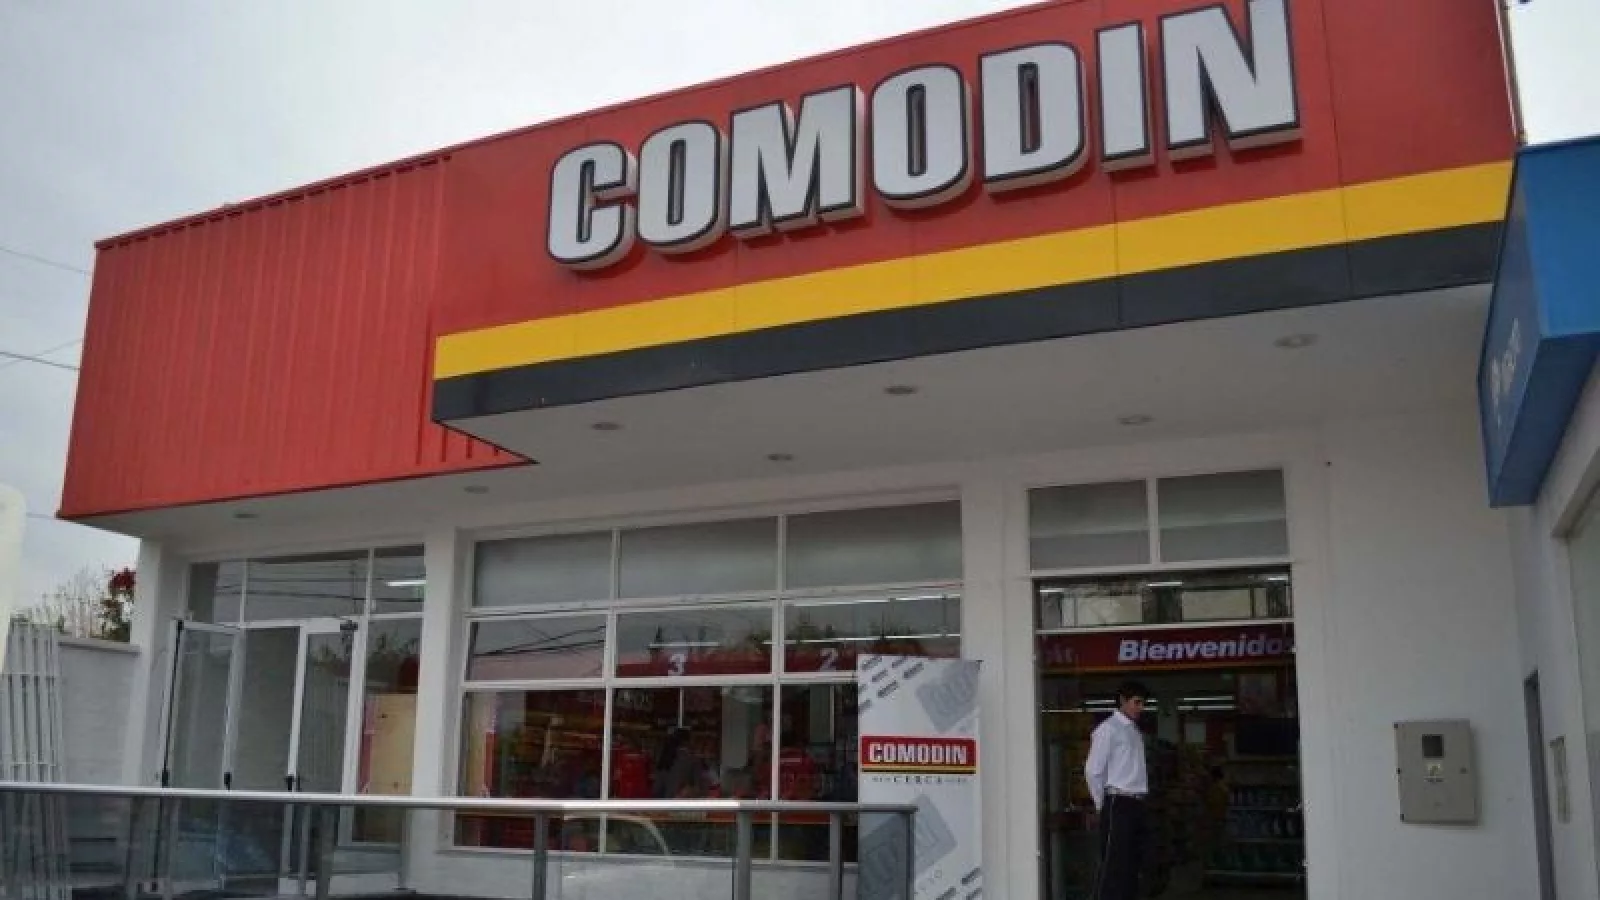 COMODIN
Bienvenidos
3
2
COMODIN
CERCA